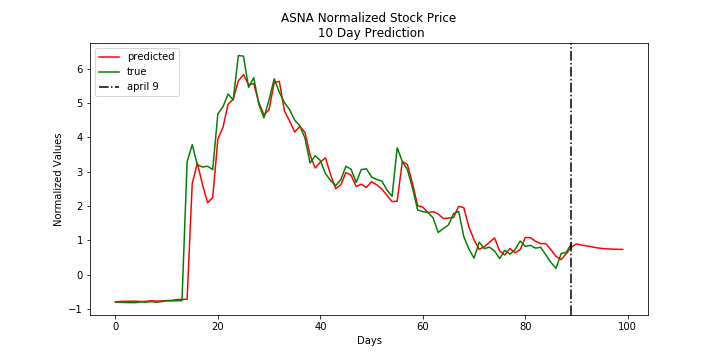 ASNA Normalized Stock Price
10 Day Prediction
predicted
true
april 9
Normalized Values
6
5
4
3
2
1
0
−1
0
20
40
60
80
100
Days